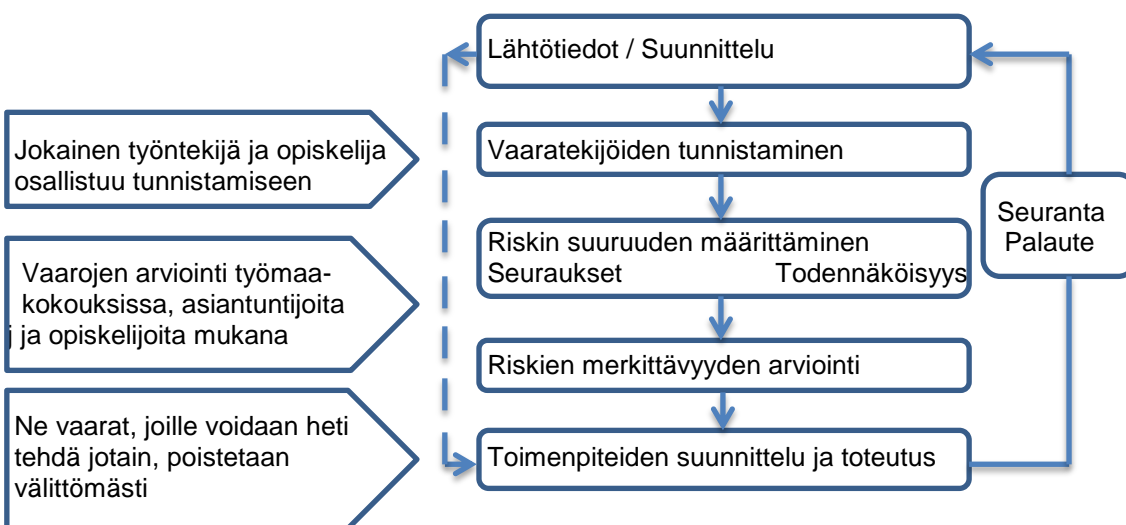 Lähtötiedot / Suunnittelu
Jokainen työntekijä ja opiskelija
osallistuu tunnistamiseen
Vaaratekijöiden tunnistaminen
Seuranta
Palaute
Riskin suuruuden määrittäminen
Seuraukset Todennäköisyys
Vaarojen arviointi työmaa-
kokouksissa, asiantuntijoita
j ja opiskelijoita mukana
Riskien merkittävyyden arviointi
Ne vaarat, joille voidaan heti
tehdä jotain, poistetaan
välittömästi
Toimenpiteiden suunnittelu ja toteutus